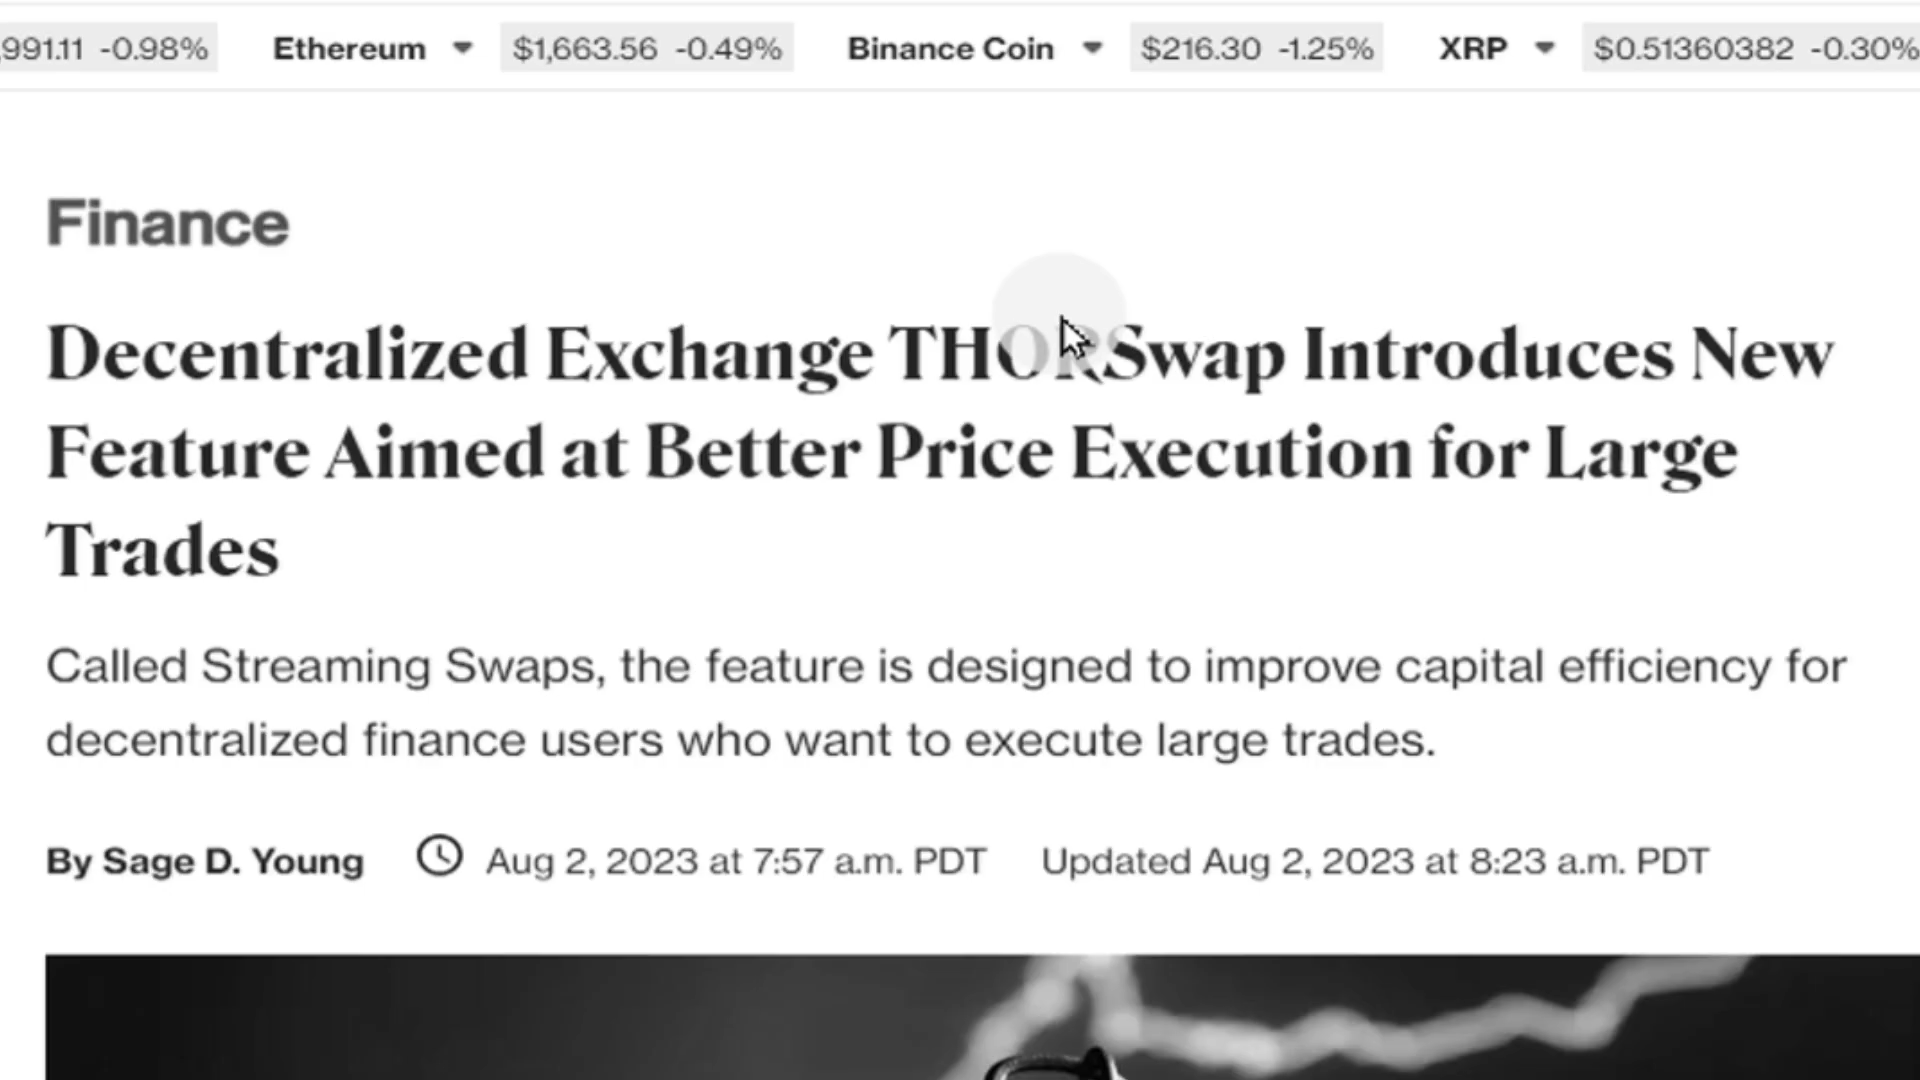 ,991.11 -0.98% Ethereum $1,663.56 -0.49% Binance Coin $216.30 -1.25% XRP $0.51360382 -0.30%
Finance
Decentralized Exchange THORSwap Introduces New
Feature Aimed at Better Price Execution for Large
Trades
Called Streaming Swaps, the feature is designed to improve capital efficiency for
decentralized finance users who want to execute large trades.
By Sage D. Young Aug 2, 2023 at 7:57 a.m. PDT Updated Aug 2, 2023 at 8:23 a.m. PDT